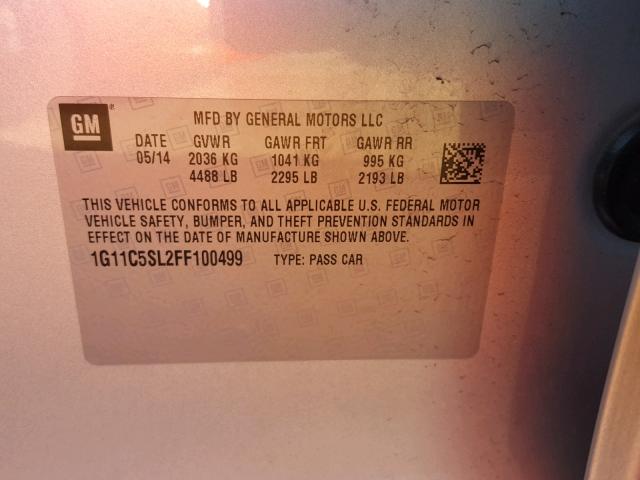 GM ®
MFD BY GENERAL MOTORS LLC
DATE GVWR GAWR FRT GAWR RR
05/14 2036 KG 1041 KG 995 KG
4488 LB 2295 LB 2193 LB
THIS VEHICLE CONFORMS TO ALL APPLICABLE U.S. FEDERAL MOTOR
VEHICLE SAFETY, BUMPER, AND THEFT PREVENTION STANDARDS IN
EFFECT ON THE DATE OF MANUFACTURE SHOWN ABOVE.
1G11C5SL2FF100499 TYPE: PASS CAR